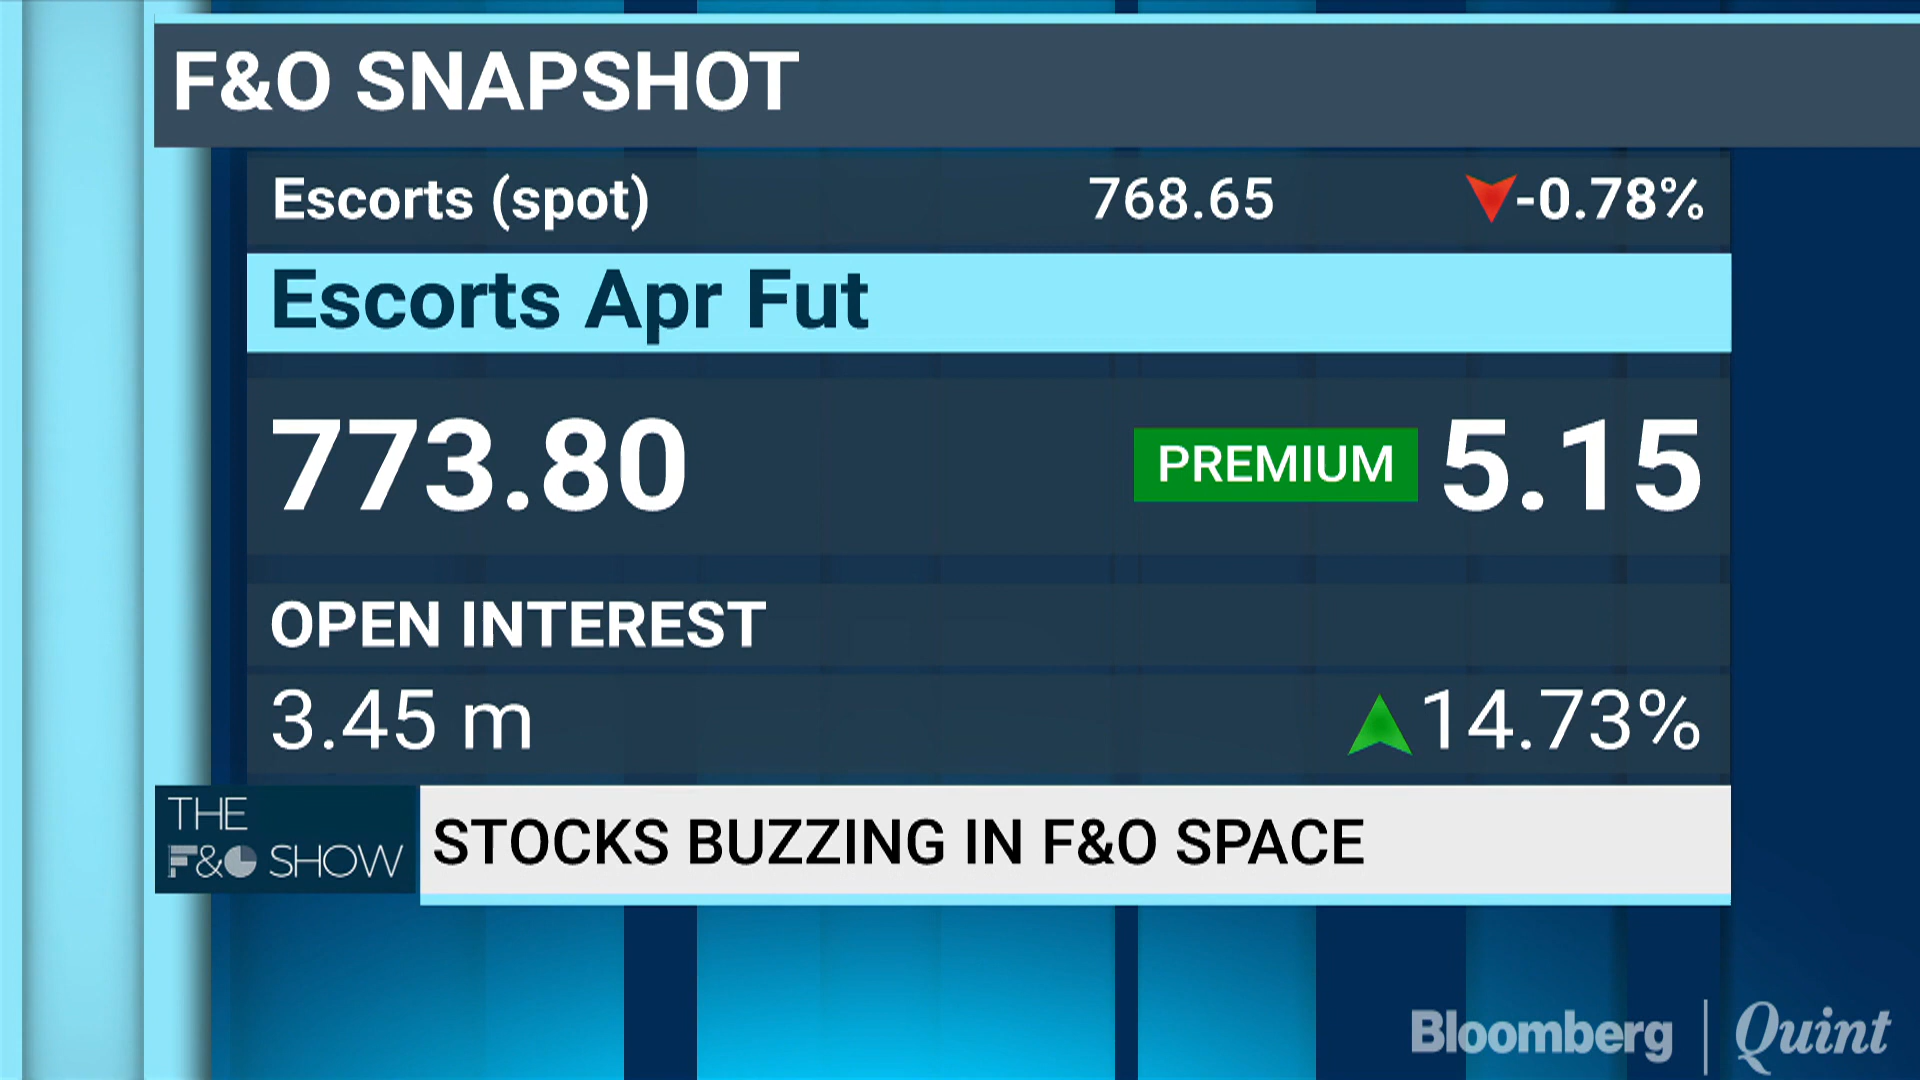 F&O SNAPSHOT
Escorts (spot) 768.65 -0.78%
Escorts Apr Fut
773.80 PREMIUM 5.15
OPEN INTEREST
3.45 m 14.73%
THE
F&O SHOW
STOCKS BUZZING IN F&O SPACE
Bloomberg | Quint